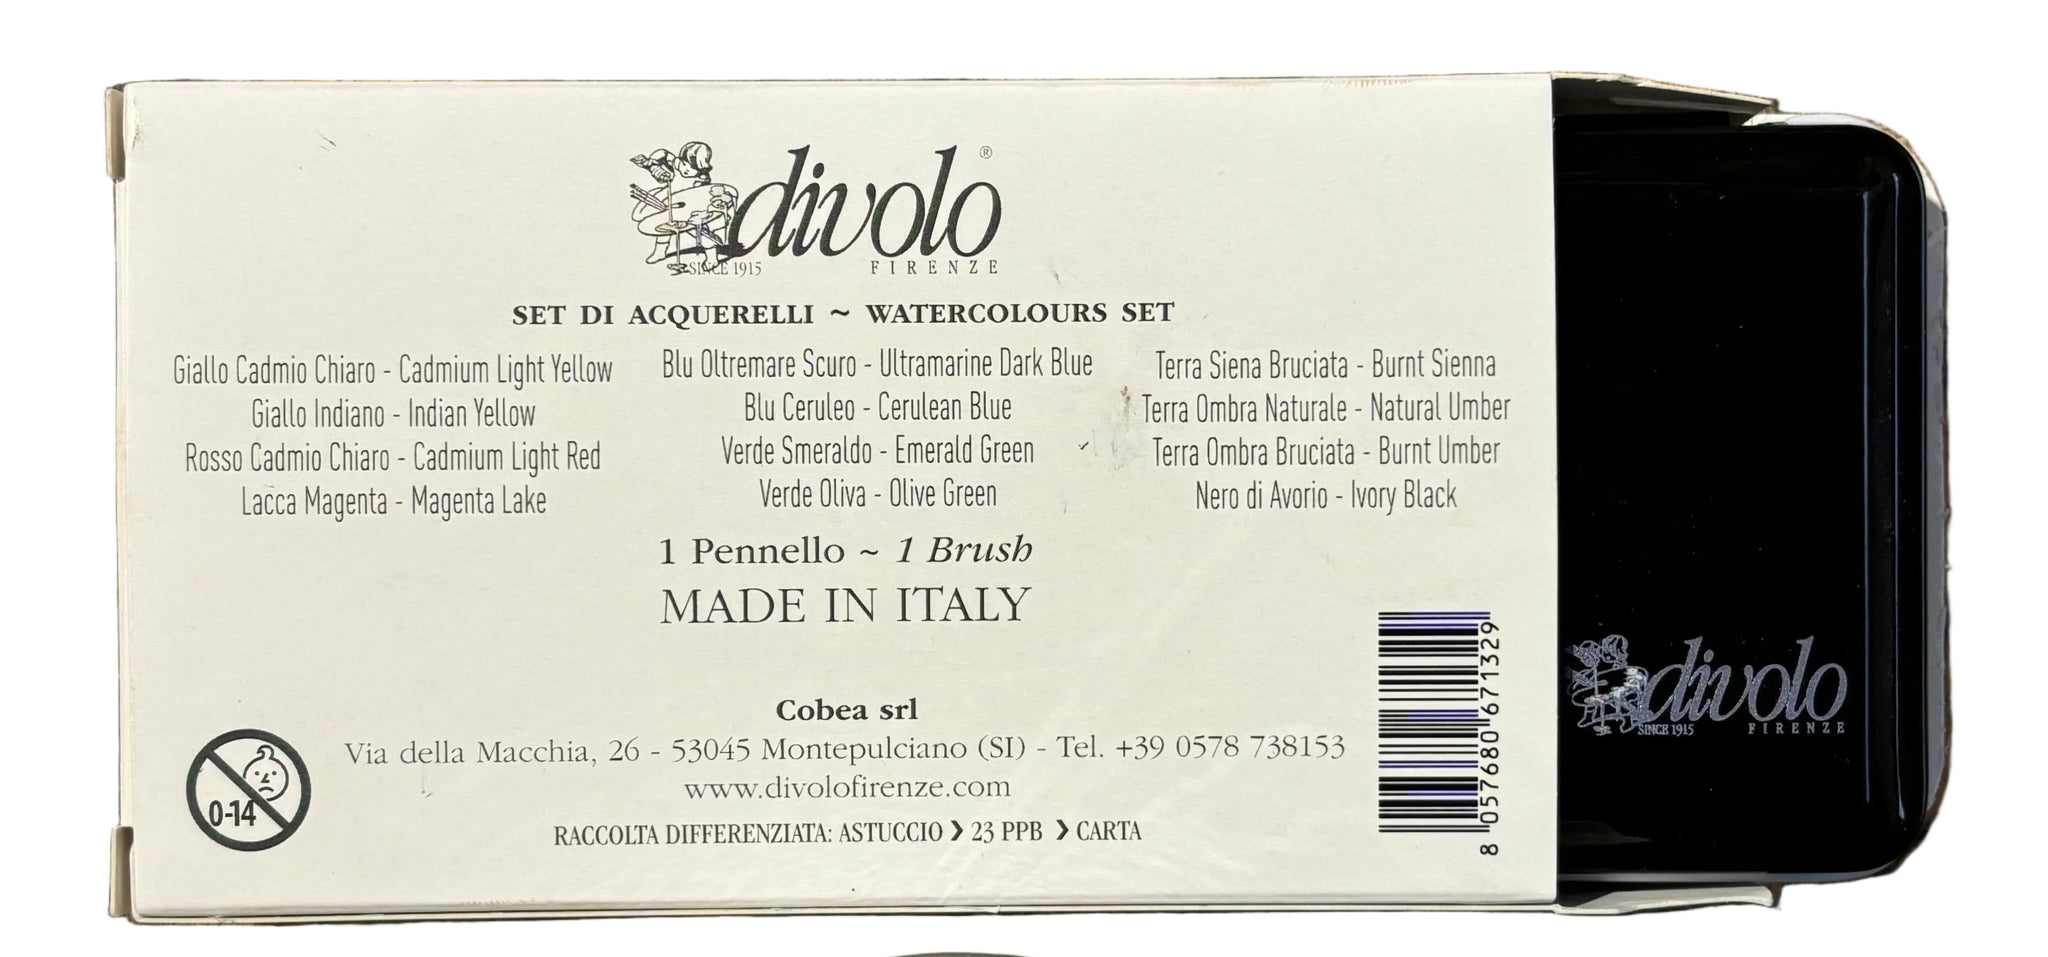 divolo®
SINCE 1915 FIRENZE
SET DI ACQUERELLI ~ WATERCOLOURS SET
Giallo Cadmio Chiaro - Cadmium Light Yellow
Giallo Indiano - Indian Yellow
Rosso Cadmio Chiaro - Cadmium Light Red
Lacca Magenta - Magenta Lake
Blu Oltremare Scuro - Ultramarine Dark Blue
Blu Ceruleo - Cerulean Blue
Verde Smeraldo - Emerald Green
Verde Oliva - Olive Green
Terra Siena Bruciata - Burnt Sienna
Terra Ombra Naturale - Natural Umber
Terra Ombra Bruciata - Burnt Umber
Nero di Avorio - Ivory Black
1 Pennello ~ 1 Brush
MADE IN ITALY
Cobea srl
Via della Macchia, 26 - 53045 Montepulciano (SI) - Tel. +39 0578 738153
www.divolofirenze.com
RACCOLTA DIFFERENZIATA: ASTUCCIO ❯ 23 PPB ❯ CARTA
0-14
8 057680 671329
divolo
SINCE 1915 FIRENZE